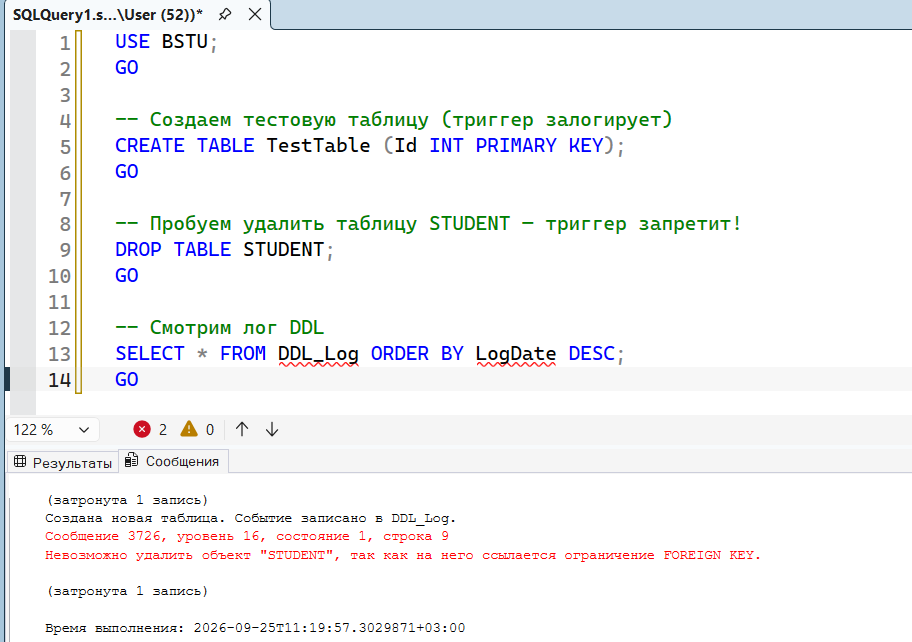 SQLQuery1.s...\User (52))*
1 USE BSTU;
2 GO
3
4 -- Создаем тестовую таблицу (триггер залогирует)
5 CREATE TABLE TestTable (Id INT PRIMARY KEY);
6 GO
7
8 -- Пробуем удалить таблицу STUDENT — триггер запретит!
9 DROP TABLE STUDENT;
10 GO
11
12 -- Смотрим лог DDL
13 SELECT * FROM DDL_Log ORDER BY LogDate DESC;
14 GO
122 % 2 0
Результаты Сообщения
(затронута 1 запись)
Создана новая таблица. Событие записано в DDL_Log.
Сообщение 3726, уровень 16, состояние 1, строка 9
Невозможно удалить объект "STUDENT", так как на него ссылается ограничение FOREIGN KEY.
(затронута 1 запись)
Время выполнения: 2026-09-25T11:19:57.3029871+03:00